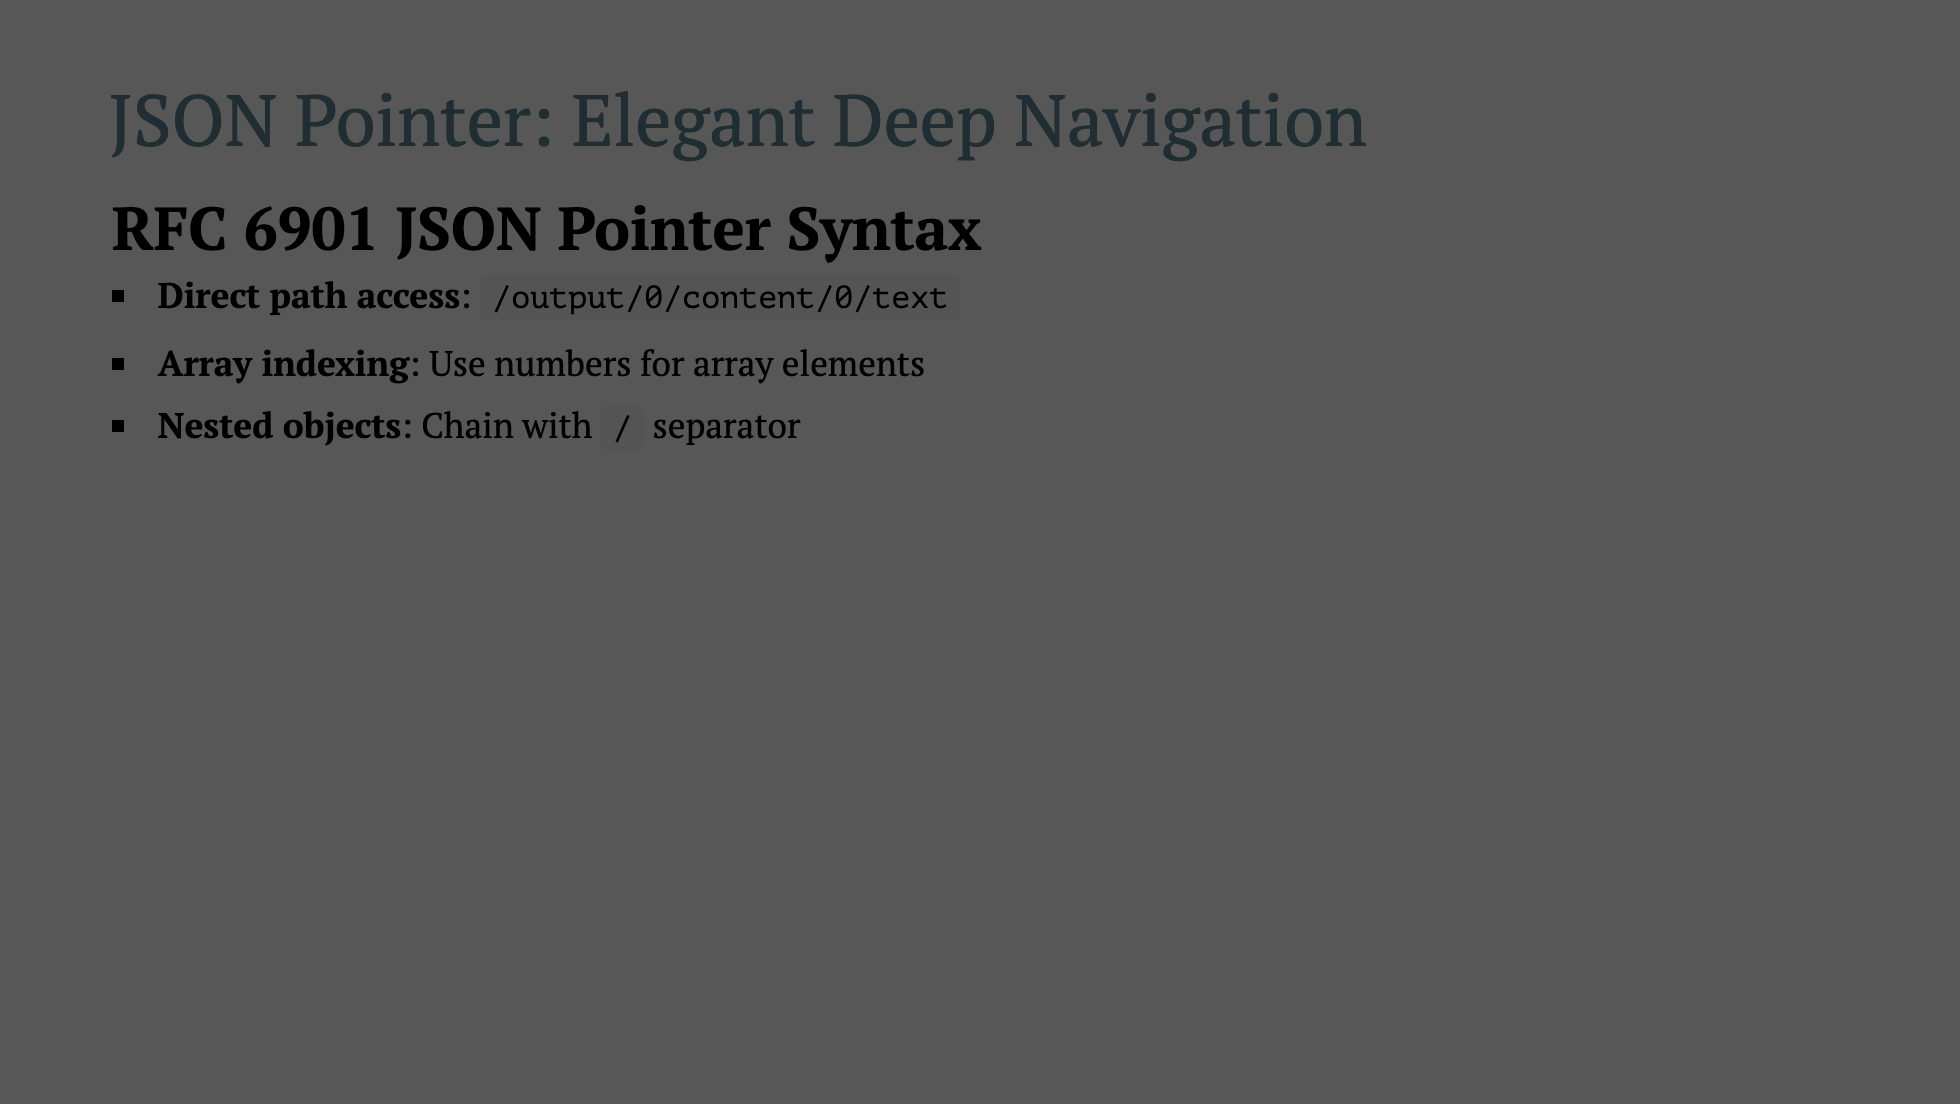 JSON Pointer: Elegant Deep Navigation
RFC 6901 JSON Pointer Syntax
▪ Direct path access: /output/0/content/0/text
▪ Array indexing: Use numbers for array elements
▪ Nested objects: Chain with / separator